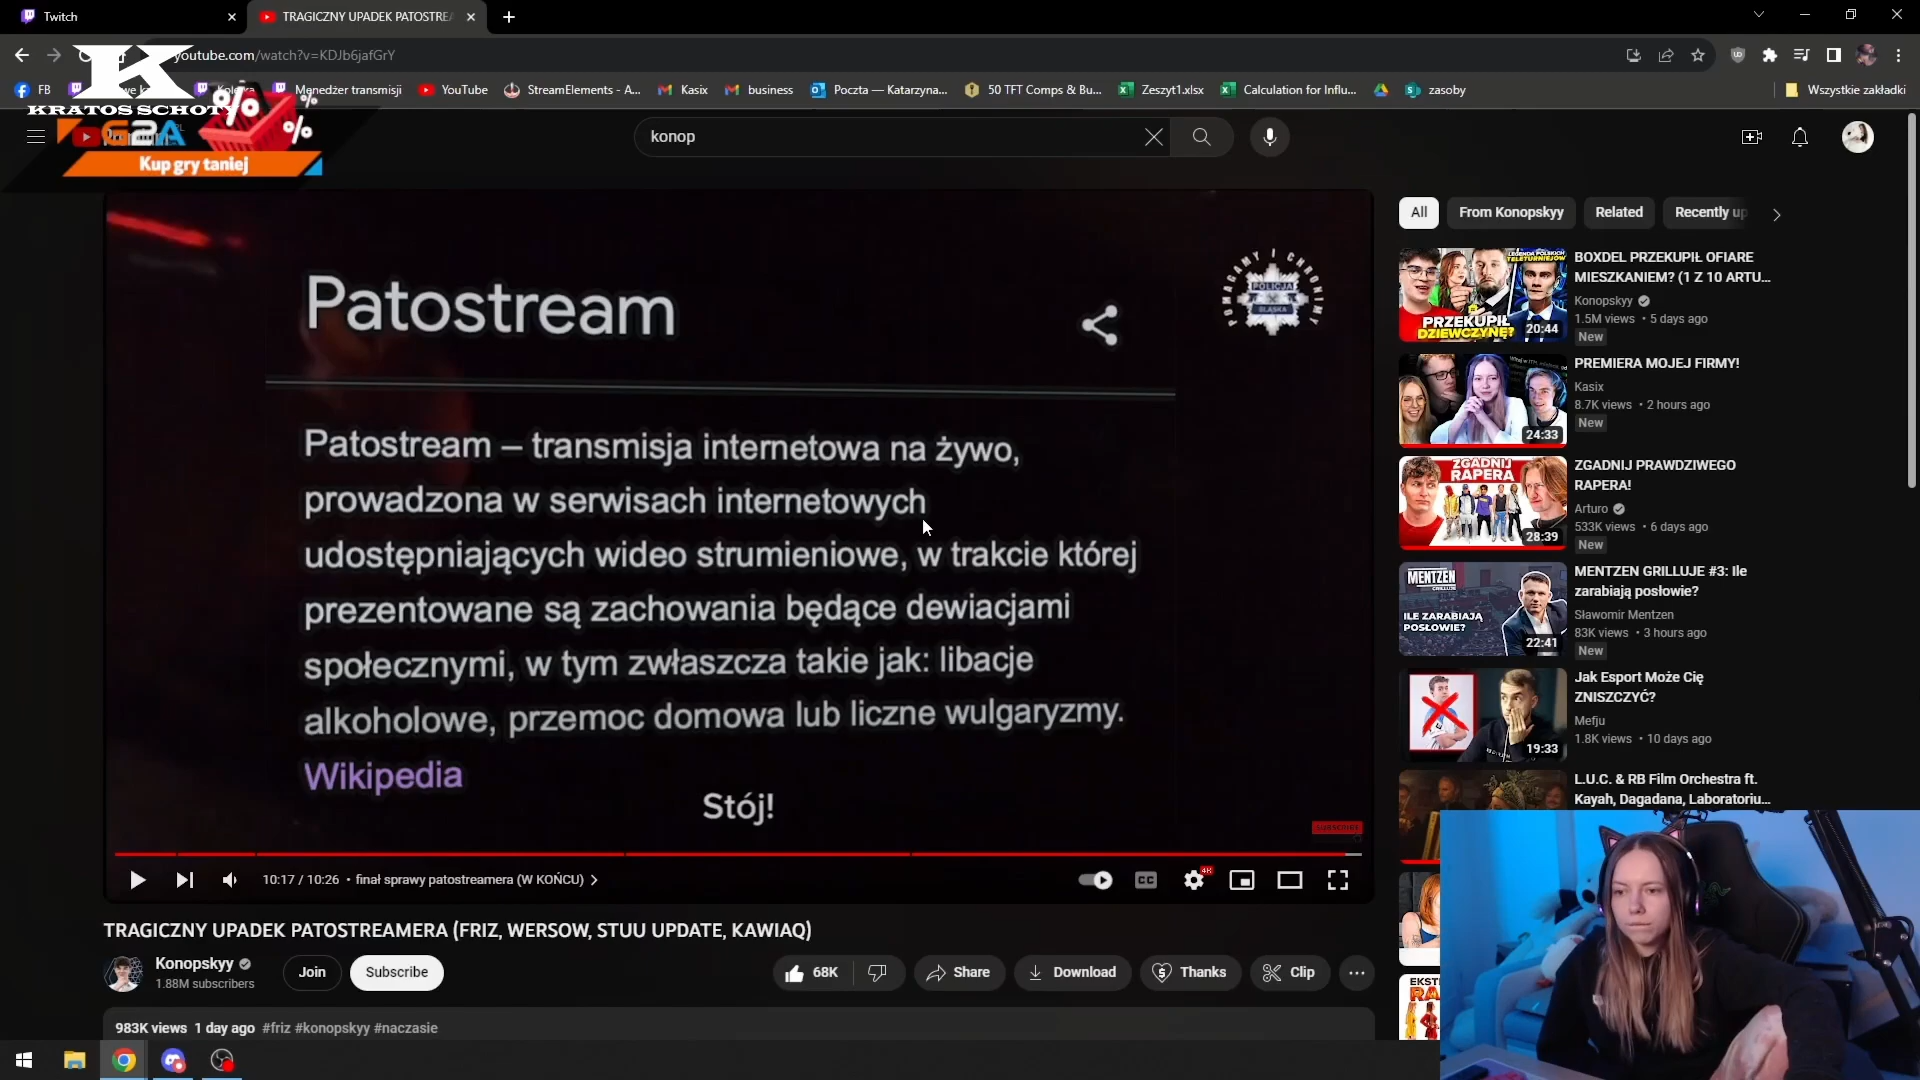 Twitch
TRAGICZNY UPADEK PATOSTRE
youtube.com/watch?v=KDJb6jafGrY
FB
Menedżer transmisji
YouTube
StreamElements - A...
Kasix
business
Poczta — Katarzyna...
50 TFT Comps & Bu...
Zeszyt1.xlsx
Calculation for Influ...
zasoby
Wszystkie zakładki
K
KRATOS SCHOTY
G2A
% % %
Kup gry taniej
konop
Patostream
POMAGAMY I CHRONIMY
POLICJA
ŚLĄSKA
Patostream – transmisja internetowa na żywo,
prowadzona w serwisach internetowych
udostępniających wideo strumieniowe, w trakcie której
prezentowane są zachowania będące dewiacjami
społecznymi, w tym zwłaszcza takie jak: libacje
alkoholowe, przemoc domowa lub liczne wulgaryzmy.
Wikipedia
Stój!
SUBSCRIBE
10:17 / 10:26 • finał sprawy patostreamera (W KOŃCU)
CC
4K
TRAGICZNY UPADEK PATOSTREAMERA (FRIZ, WERSOW, STUU UPDATE, KAWIAQ)
Konopskyy
1.88M subscribers
Join
Subscribe
68K
Share
Download
Thanks
Clip
983K views 1 day ago #friz #konopskyy #naczasie
All
From Konopskyy
Related
Recently up
PRZEKUPIŁ
DZIEWCZYNĘ?
20:44
BOXDEL PRZEKUPIŁ OFIARE
MIESZKANIEM? (1 Z 10 ARTU...
Konopskyy
1.5M views • 5 days ago
New
24:33
PREMIERA MOJEJ FIRMY!
Kasix
8.7K views • 2 hours ago
New
ZGADNIJ
RAPERA!
28:39
ZGADNIJ PRAWDZIWEGO
RAPERA!
Arturo
533K views • 6 days ago
New
MENTZEN
GRILLUJE
ILE ZARABIAJĄ
POSŁOWIE?
22:41
MENTZEN GRILLUJE #3: Ile
zarabiają posłowie?
Sławomir Mentzen
83K views • 3 hours ago
New
19:33
Jak Esport Może Cię
ZNISZCZYĆ?
Mefju
1.8K views • 10 days ago
L.U.C. & RB Film Orchestra ft.
Kayah, Dagadana, Laboratoriu...